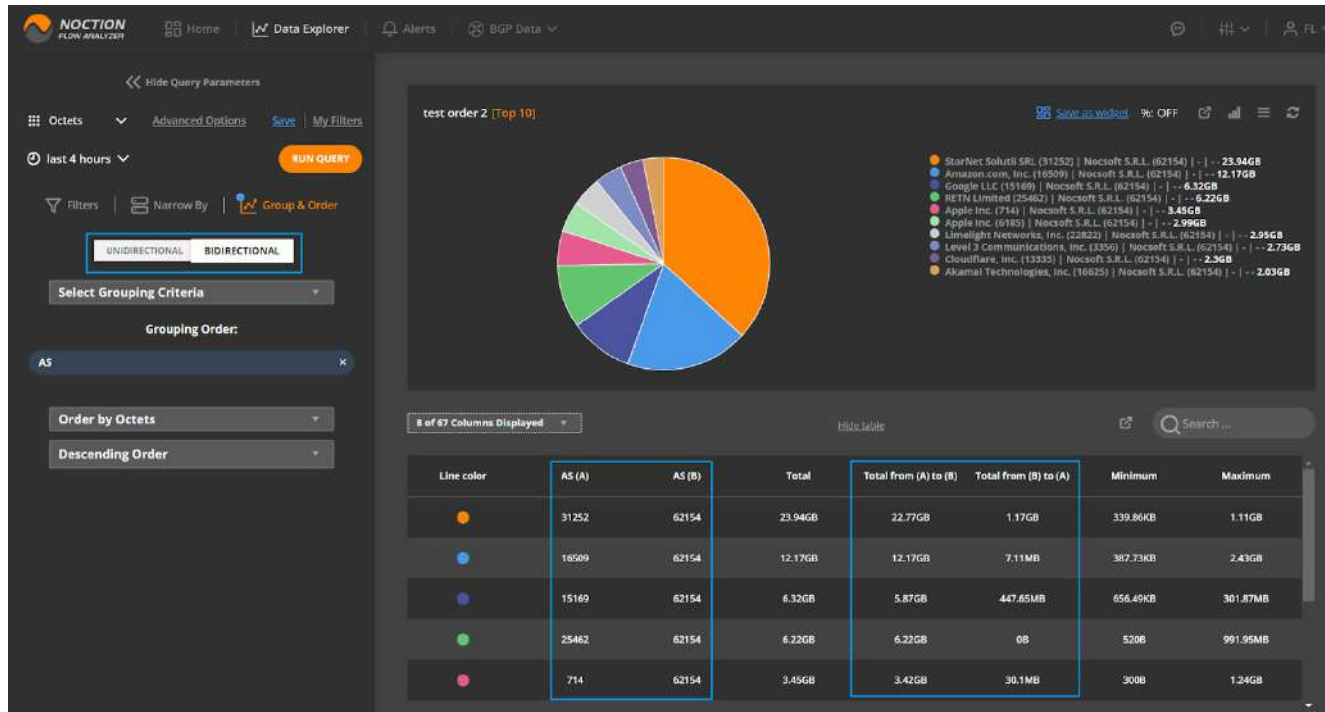 NOCTION
FLOW ANALYZER
Home
Data Explorer
Alerts
BGP Data
FL
Hide Query Parameters
Octets
Advanced Options
Save
My Filters
last 4 hours
RUN QUERY
Filters
Narrow By
Group & Order
UNIDIRECTIONAL
BIDIRECTIONAL
Select Grouping Criteria
Grouping Order:
AS
×
Order by Octets
Descending Order
test order 2 [Top 10]
Save as widget
%: OFF
StarNet Solutii SRL (31252) | Nocsoft S.R.L. (62154) | - | - - 23.94GB
Amazon.com, Inc. (16509) | Nocsoft S.R.L. (62154) | - | - - 12.17GB
Google LLC (15169) | Nocsoft S.R.L. (62154) | - | - - 6.32GB
RETN Limited (25462) | Nocsoft S.R.L. (62154) | - | - - 6.22GB
Apple Inc. (714) | Nocsoft S.R.L. (62154) | - | - - 3.45GB
Apple Inc. (6185) | Nocsoft S.R.L. (62154) | - | - - 2.99GB
Limelight Networks, Inc. (22822) | Nocsoft S.R.L. (62154) | - | - - 2.95GB
Level 3 Communications, Inc. (3356) | Nocsoft S.R.L. (62154) | - | - - 2.73GB
Cloudflare, Inc. (13335) | Nocsoft S.R.L. (62154) | - | - - 2.3GB
Akamai Technologies, Inc. (16625) | Nocsoft S.R.L. (62154) | - | - - 2.03GB
8 of 67 Columns Displayed
Hide table
Search ...
Line color AS (A) AS (B) Total Total from (A) to (B) Total from (B) to (A) Minimum Maximum
31252 62154 23.94GB 22.77GB 1.17GB 339.86KB 1.11GB
16509 62154 12.17GB 12.17GB 7.11MB 387.73KB 2.43GB
15169 62154 6.32GB 5.87GB 447.65MB 656.49KB 301.87MB
25462 62154 6.22GB 6.22GB 0B 520B 991.95MB
714 62154 3.45GB 3.42GB 30.1MB 300B 1.24GB